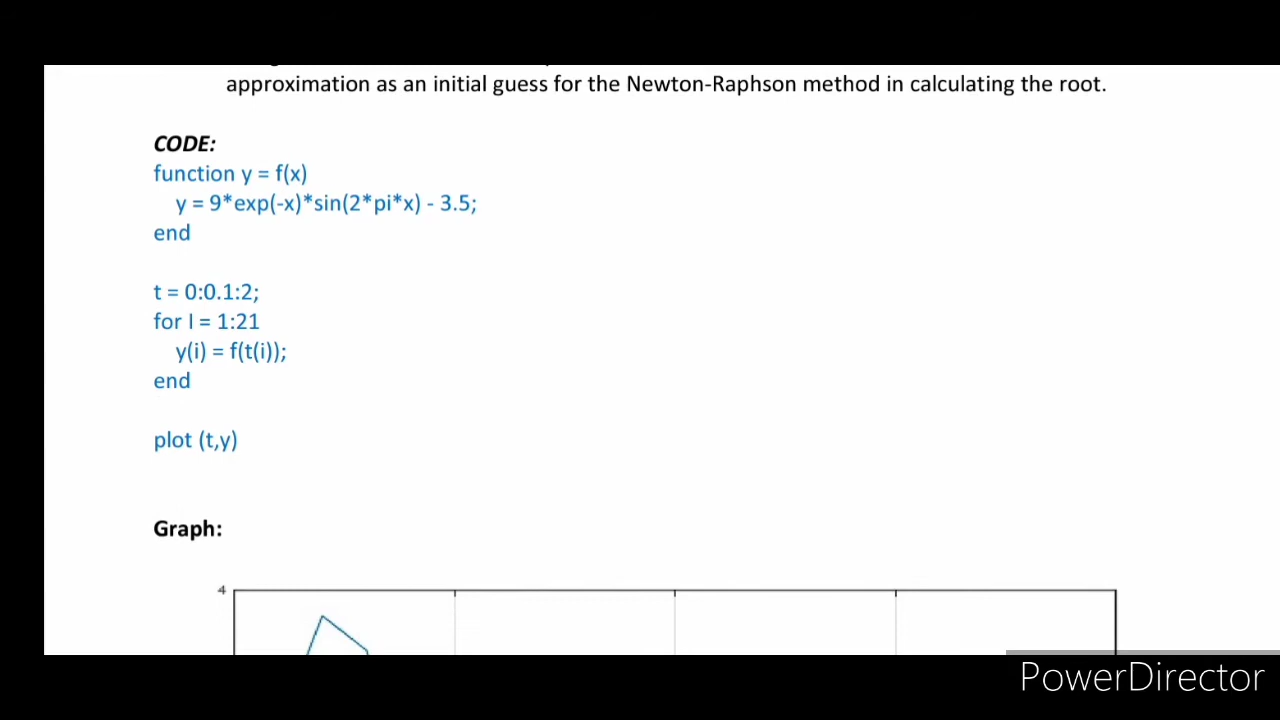 approximation as an initial guess for the Newton-Raphson method in calculating the root.
CODE:
function y = f(x)
y = 9*exp(-x)*sin(2*pi*x) - 3.5;
end
t = 0:0.1:2;
for I = 1:21
y(i) = f(t(i));
end
plot (t,y)
Graph:
4
PowerDirector